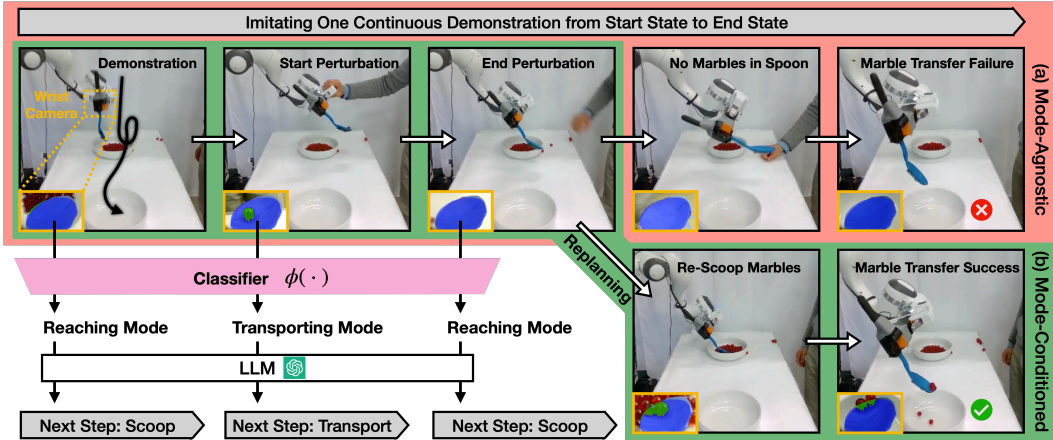 Imitating One Continuous Demonstration from Start State to End State
Demonstration
Start Perturbation
End Perturbation
No Marbles in Spoon
Marble Transfer Failure
(a) Mode-Agnostic
Wrist
Camera
Replanning
Re-Scoop Marbles
Marble Transfer Success
(b) Mode-Conditioned
Classifier ϕ(·)
Reaching Mode
Transporting Mode
Reaching Mode
LLM
Next Step: Scoop
Next Step: Transport
Next Step: Scoop